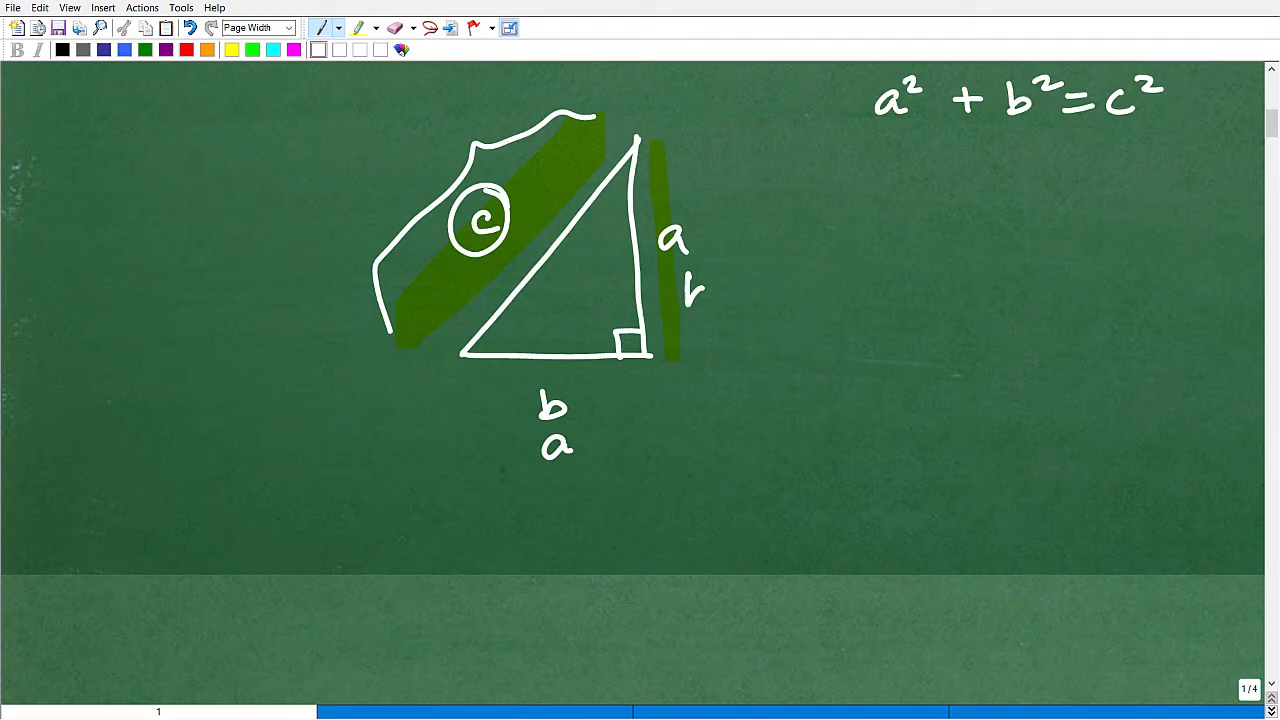 File Edit View Insert Actions Tools Help
Page Width
B I
a² + b² = c²
c
a
b
a
1/4
1